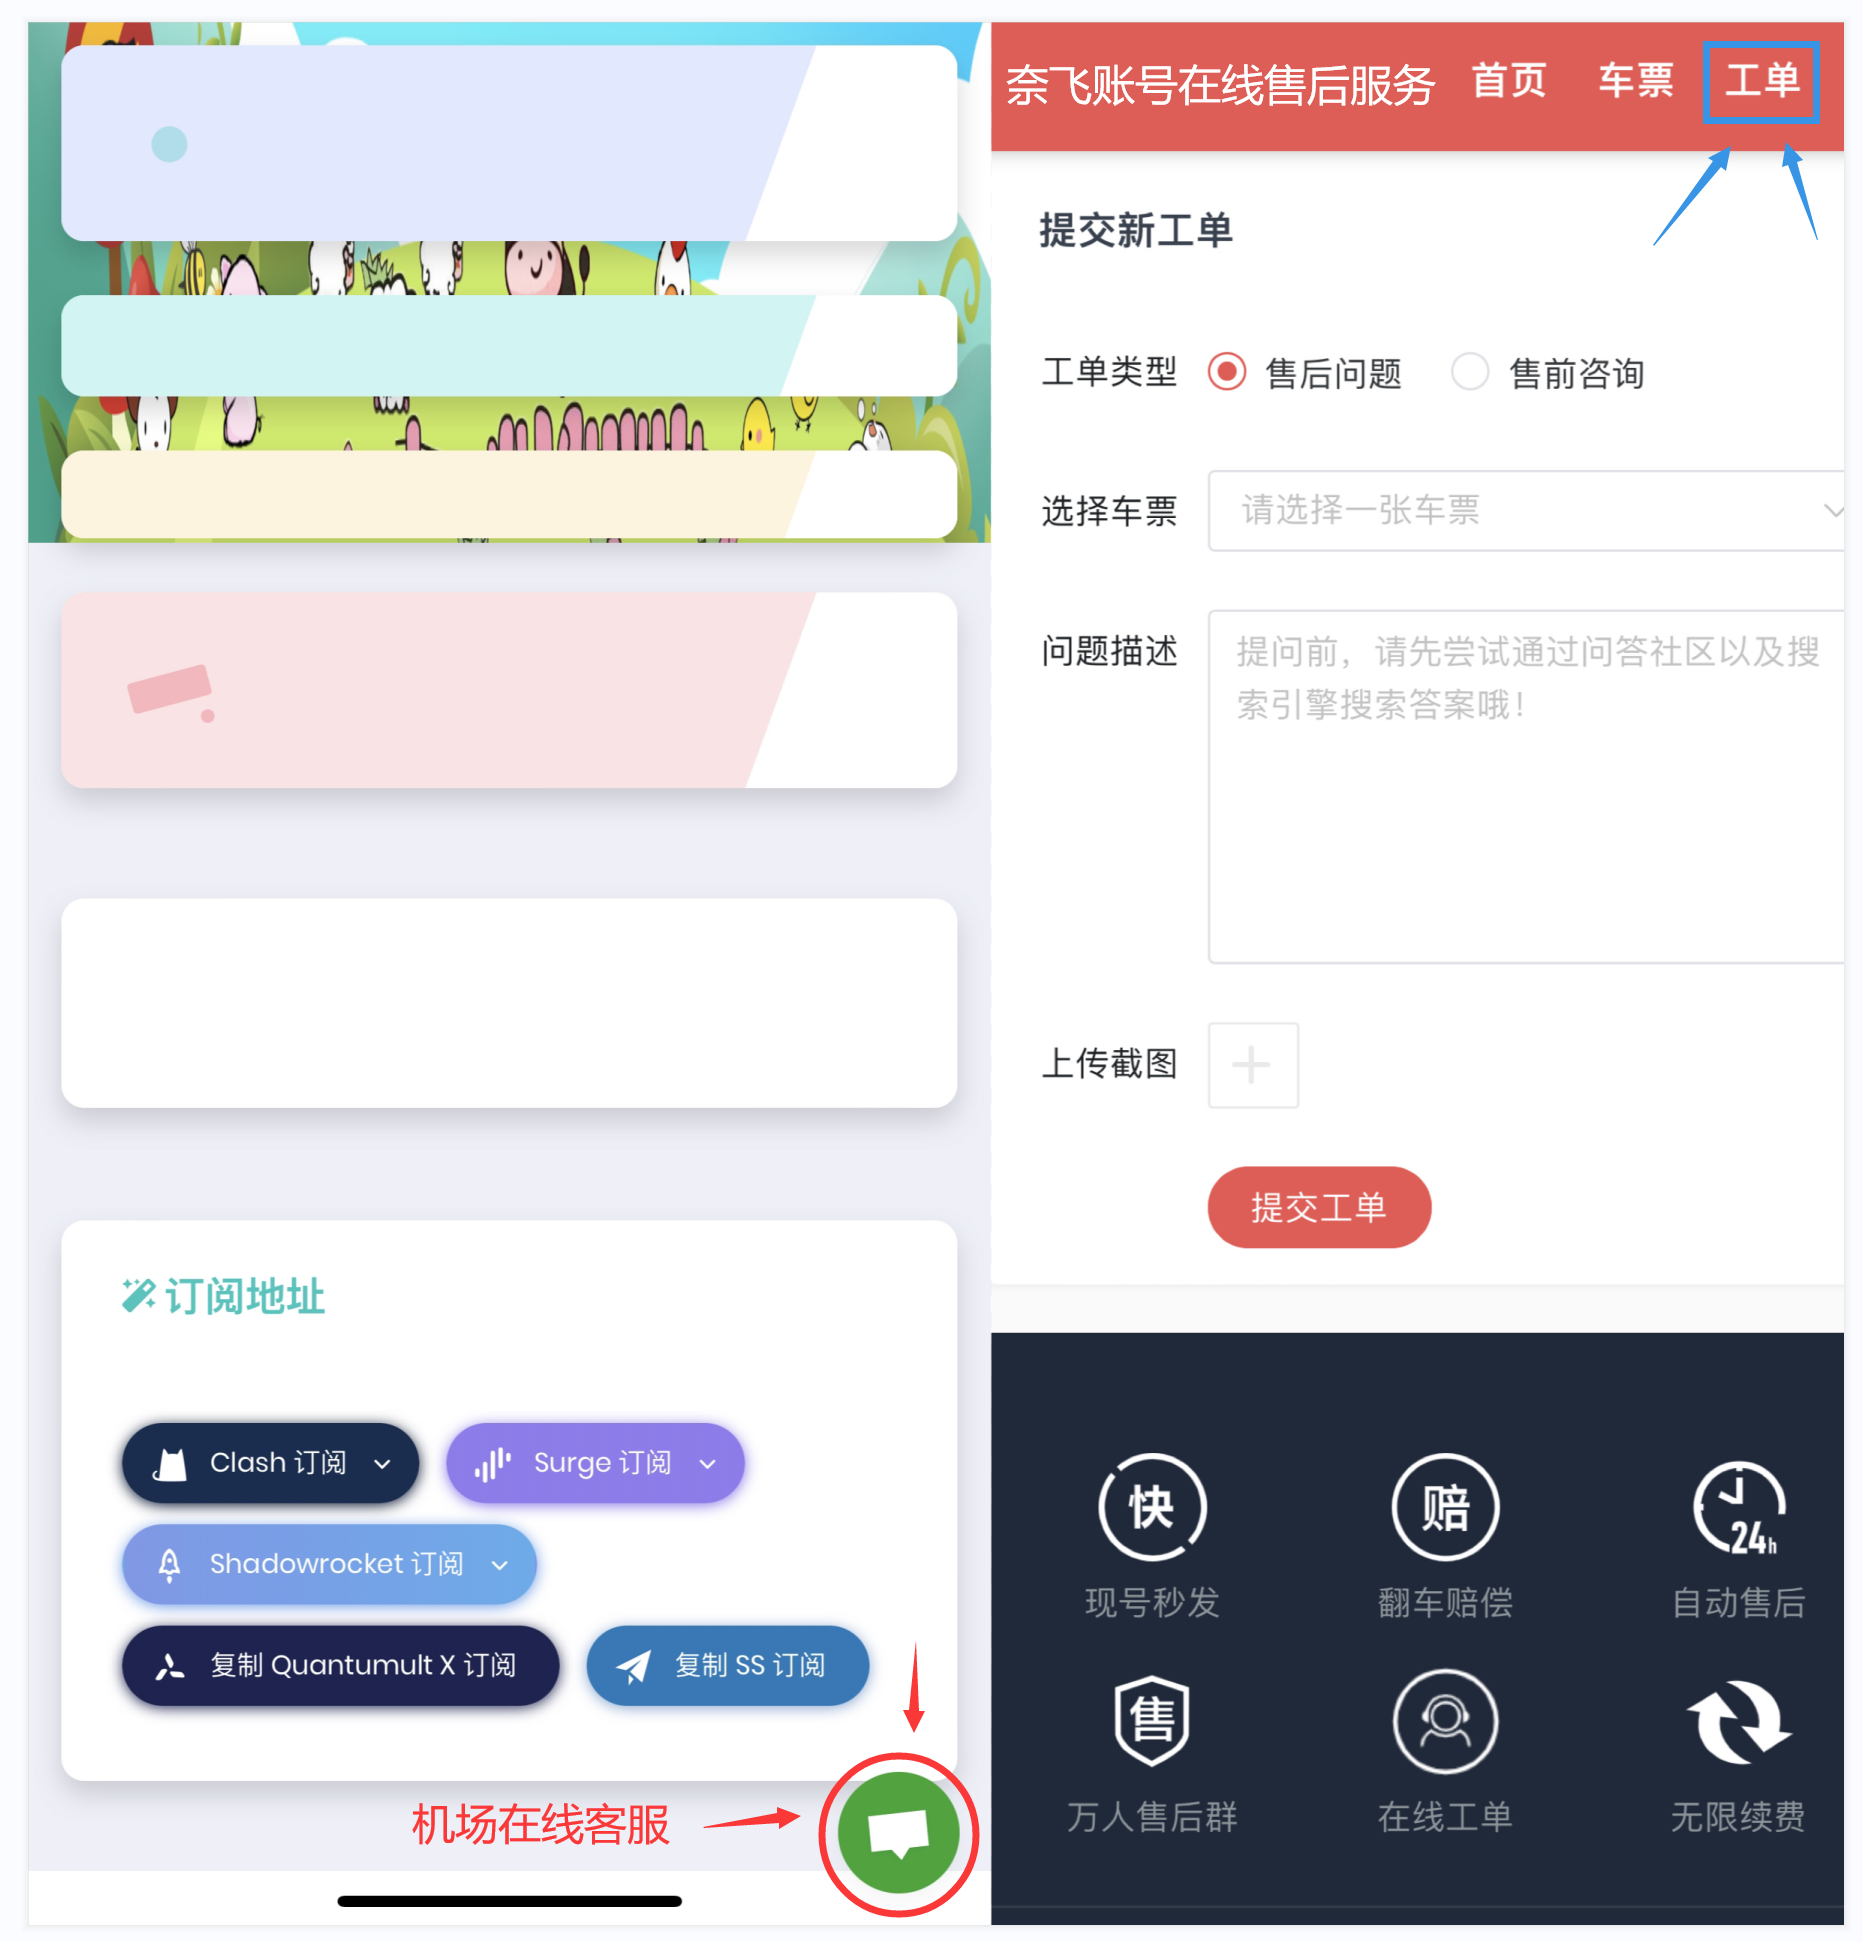 订阅地址
Clash 订阅
Surge 订阅
Shadowrocket 订阅
复制 Quantumult X 订阅
复制 SS 订阅
机场在线客服
奈飞账号在线售后服务
首页
车票
工单
提交新工单
工单类型
售后问题
售前咨询
选择车票
请选择一张车票
问题描述
提问前，请先尝试通过问答社区以及搜
索引擎搜索答案哦！
上传截图
提交工单
快
赔
24h
现号秒发
翻车赔偿
自动售后
售
万人售后群
在线工单
无限续费